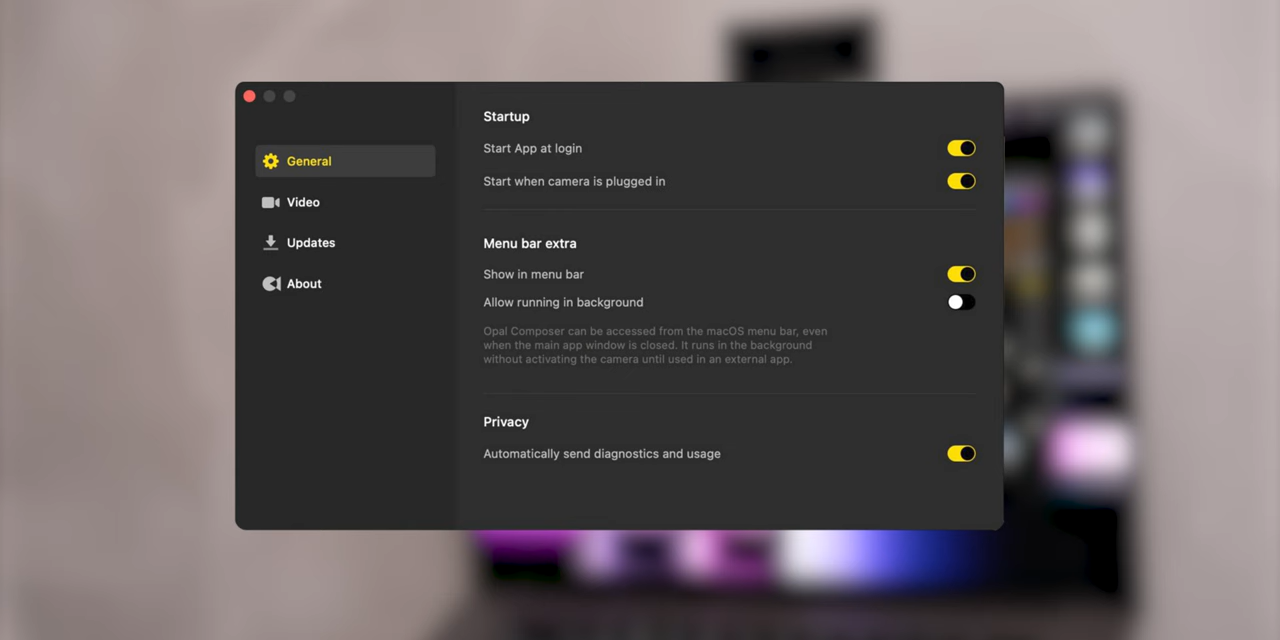 General
Video
Updates
About
Startup
Start App at login
Start when camera is plugged in
Menu bar extra
Show in menu bar
Allow running in background
Opal Composer can be accessed from the macOS menu bar, even
when the main app window is closed. It runs in the background
without activating the camera until used in an external app.
Privacy
Automatically send diagnostics and usage